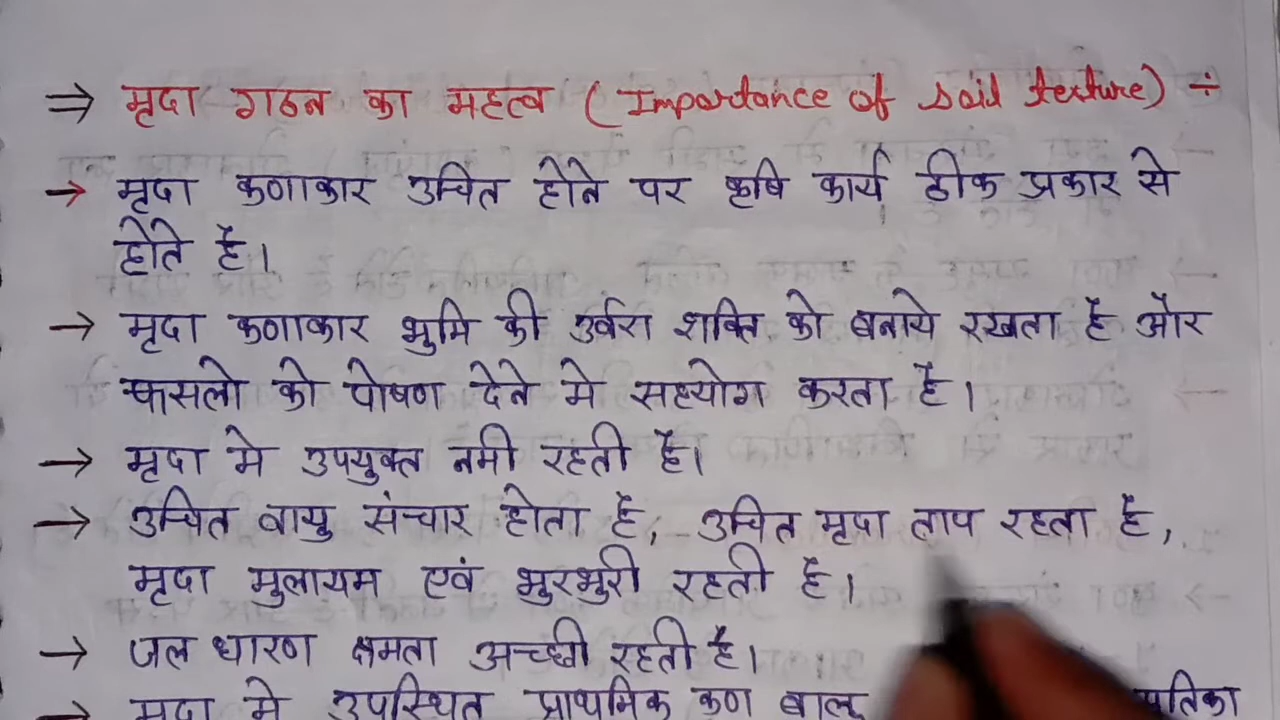 ⇒ मृदा गठन का महत्व (Importance of soil texture) ÷
→ मृदा कणाकार उचित होने पर कृषि कार्य ठीक प्रकार से
होते है।
→ मृदा कणाकार भुमि की उर्वरा शक्ति को बनाये रखता है और
फासलो को पोषण देने मे सहयोग करता है।
→ मृदा मे उपयुक्त नमी रहती है।
→ उचित वायु संचार होता है, उचित मृदा ताप रहता है,
मृदा मुलायम एवं भुरभुरी रहती है।
→ जल धारण क्षमता अच्छी रहती है।
→ मृदा मे उपस्थित प्राथमिक कण बालू